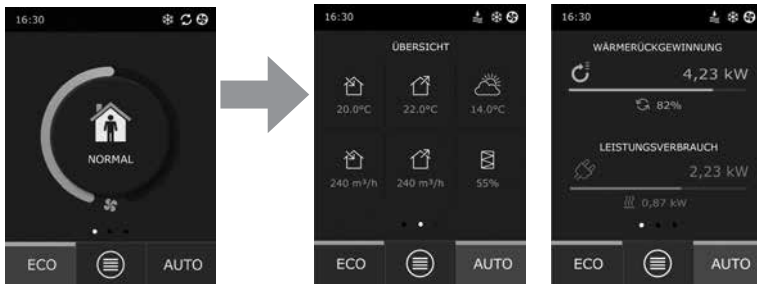 16:30
NORMAL
ECO
AUTO
16:30
ÜBERSICHT
20.0°C 22.0°C 14.0°C
240 m³/h 240 m³/h 55%
ECO
AUTO
16:30
WÄRMERÜCKGEWINNUNG
4,23 kW
82%
LEISTUNGSVERBRAUCH
2,23 kW
0,87 kW
ECO
AUTO